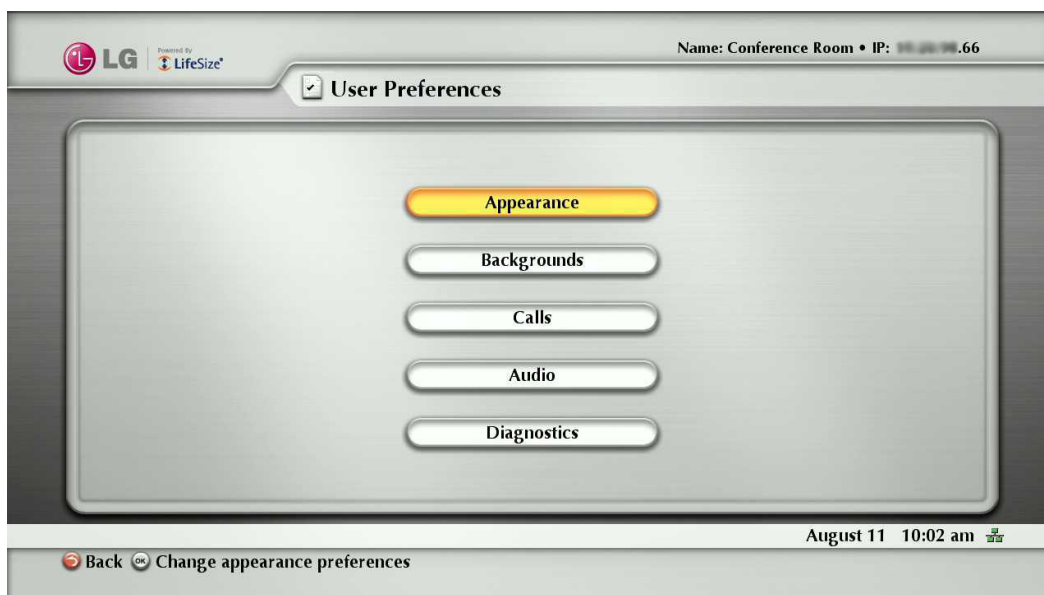 LG
Powered By
LifeSize®
Name: Conference Room • IP: .66
User Preferences
Appearance
Backgrounds
Calls
Audio
Diagnostics
August 11 10:02 am
Back OK Change appearance preferences